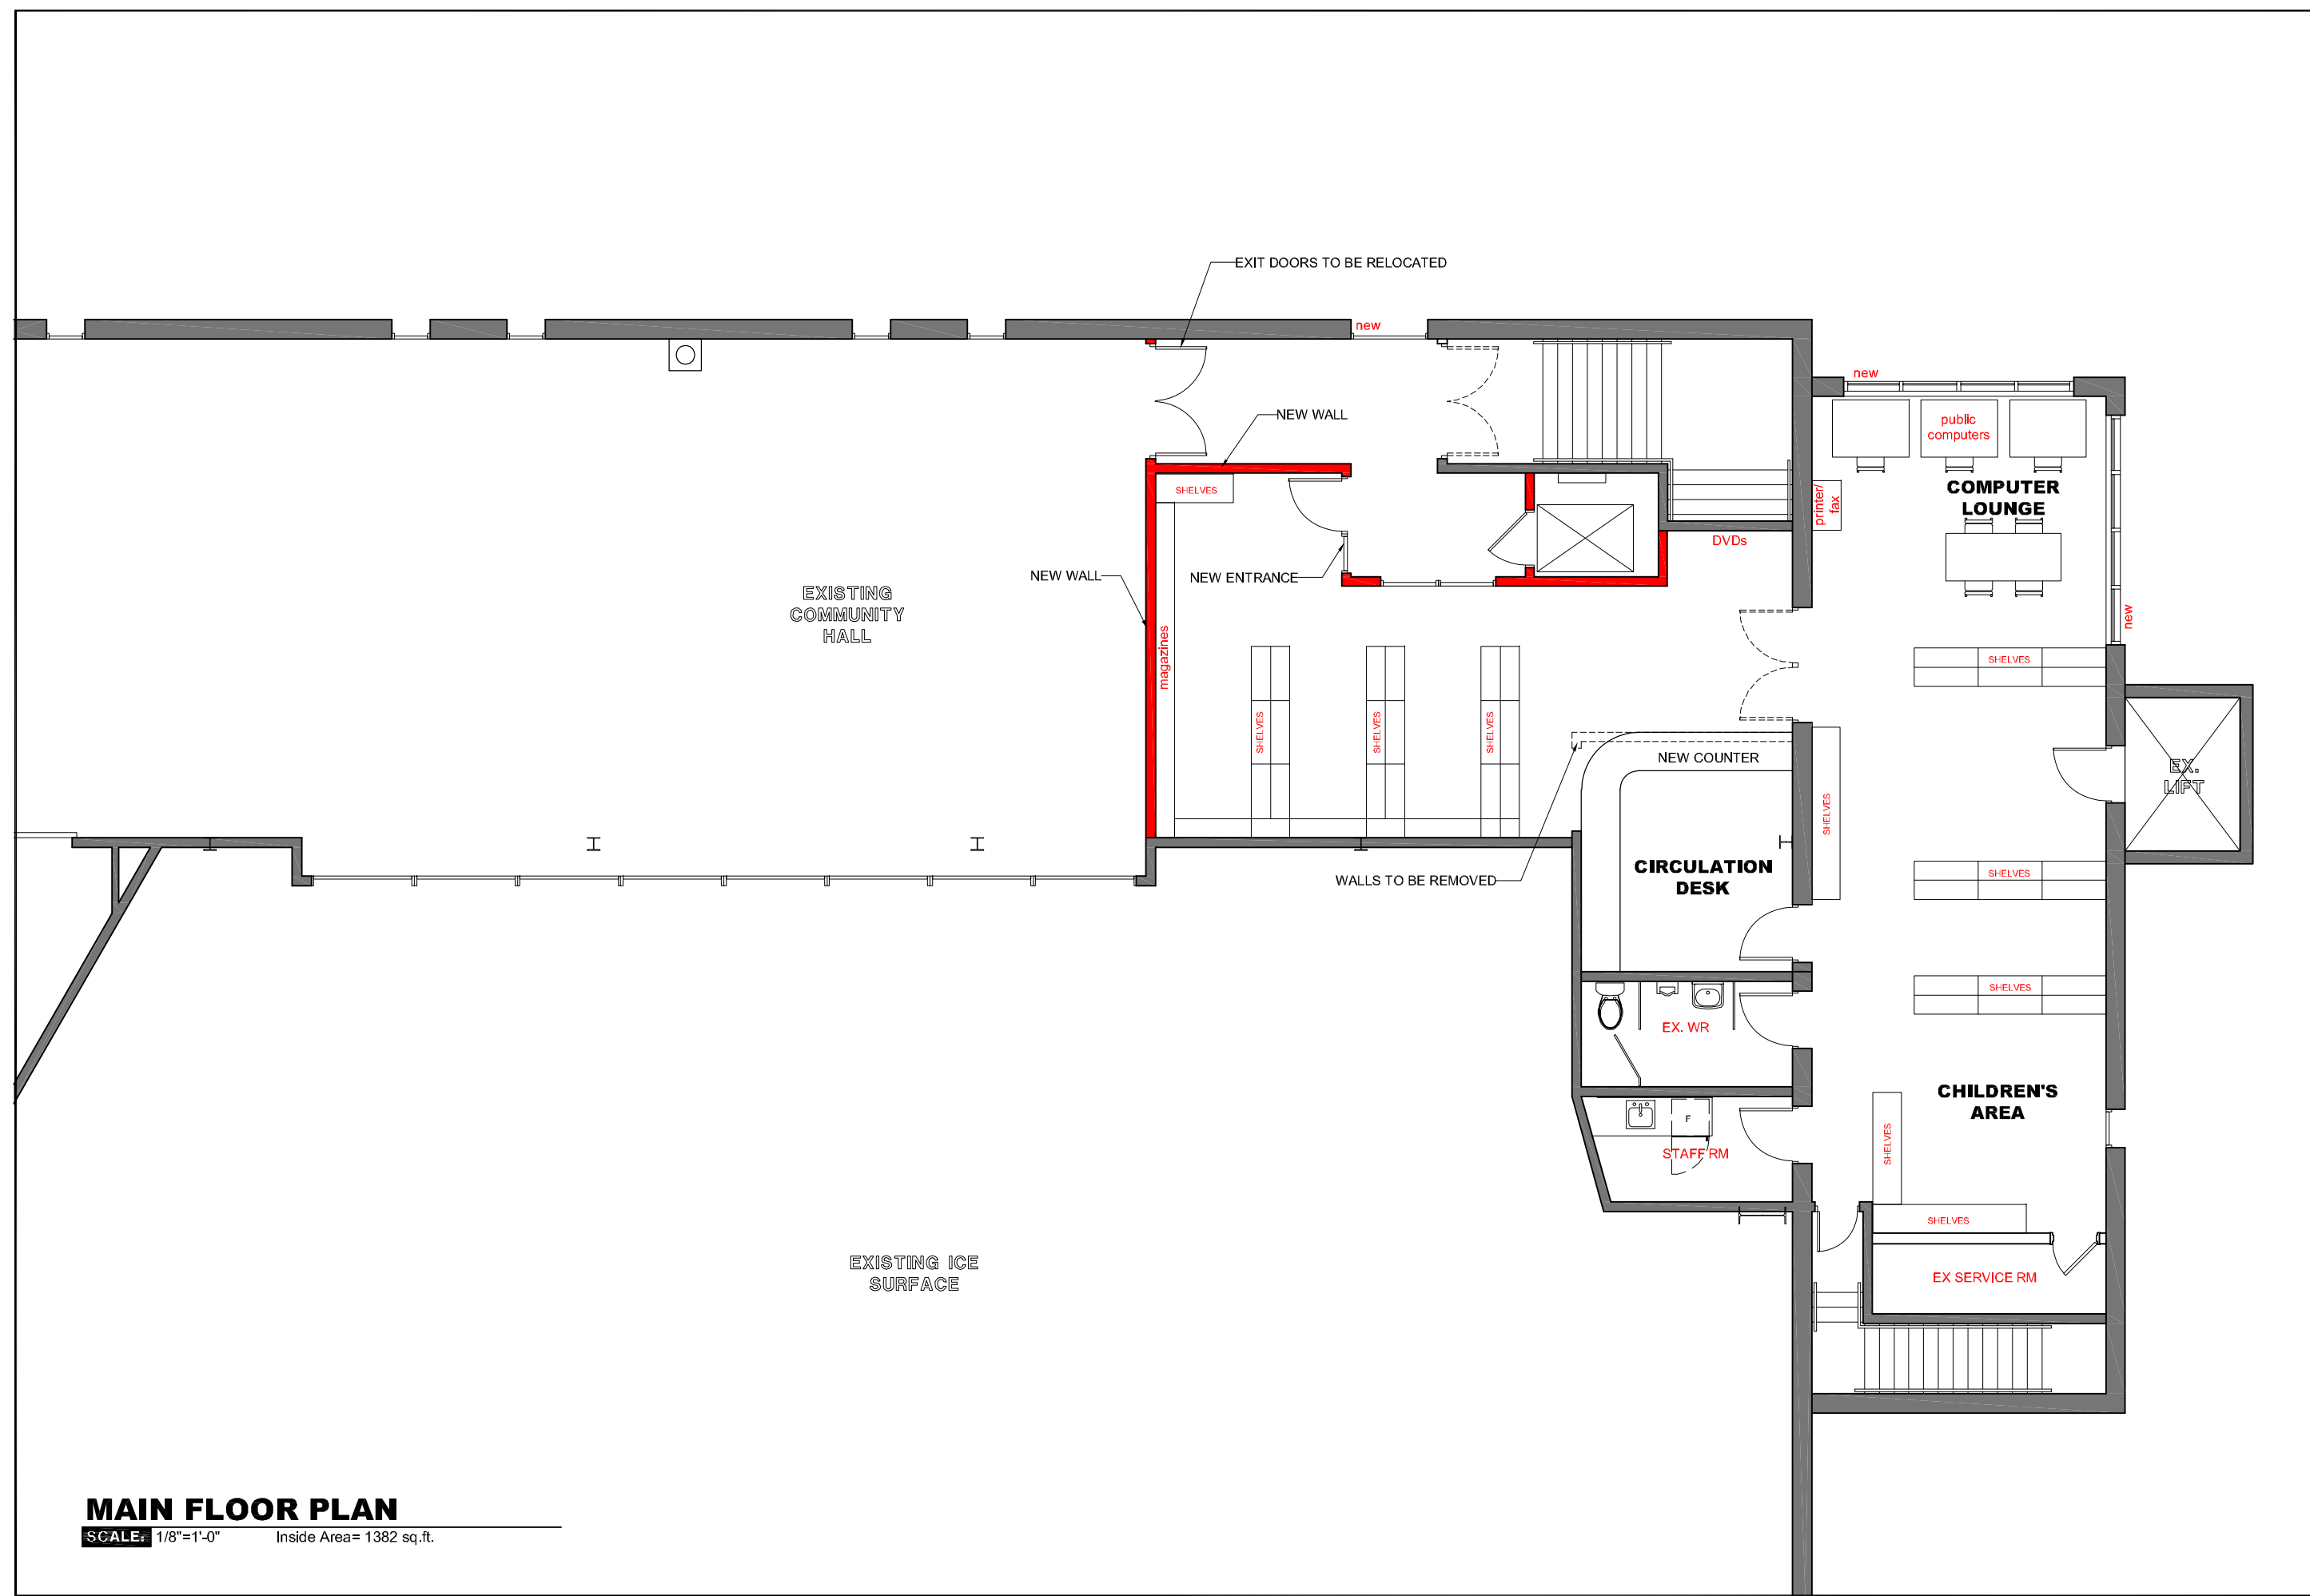 EXIT DOORS TO BE RELOCATED
new
new
NEW WALL
public
computers
SHELVES
COMPUTER
LOUNGE
printer/
fax
DVDs
NEW WALL
NEW ENTRANCE
EXISTING
COMMUNITY
HALL
new
magazines
SHELVES
SHELVES
SHELVES
SHELVES
NEW COUNTER
EX.
LIFT
SHELVES
CIRCULATION
DESK
WALLS TO BE REMOVED
SHELVES
SHELVES
EX. WR
CHILDREN'S
AREA
F
STAFF RM
SHELVES
SHELVES
EXISTING ICE
SURFACE
EX SERVICE RM
MAIN FLOOR PLAN
SCALE: 1/8"=1'-0" Inside Area= 1382 sq.ft.